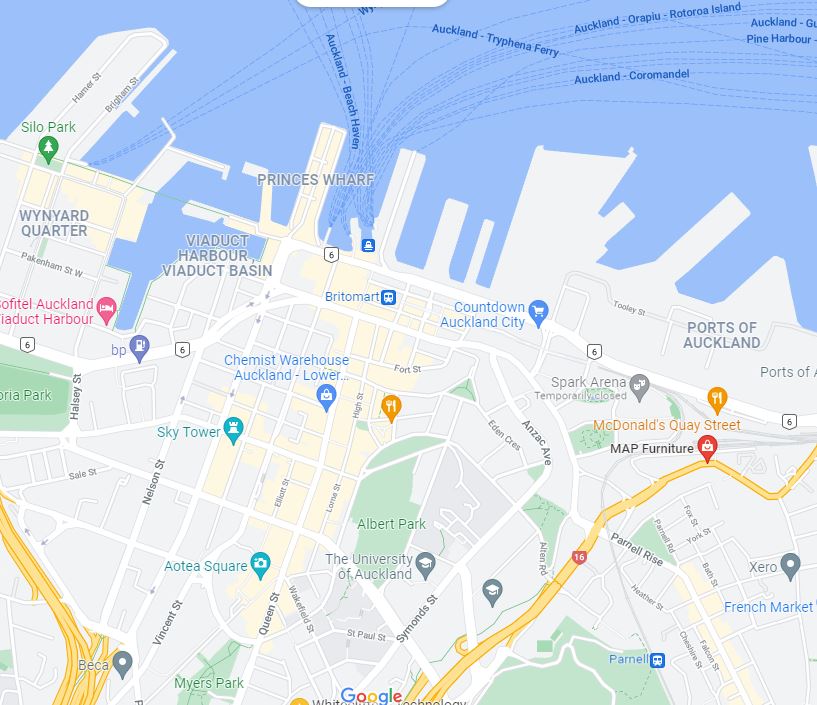 Auckland - Orapiu - Rotoroa Island
Auckland - Gu
Auckland - Tryphena Ferry
Pine Harbour -
Auckland - Beach Haven
Auckland - Coromandel
Hamer St
Brigham St
Silo Park
PRINCES WHARF
WYNYARD
QUARTER
VIADUCT
HARBOUR,
VIADUCT BASIN
6
Pakenham St W
Britomart
Sofitel Auckland
Viaduct Harbour
Countdown
Auckland City
Tooley St
PORTS OF
AUCKLAND
bp
6
6
6
Chemist Warehouse
Auckland - Lower...
Fort St
Ports of A
Spark Arena
Temporarily closed
oria Park
Halsey St
High St
McDonald's Quay Street
6
Sky Tower
Eden Cres
Anzac Ave
MAP Furniture
Sale St
Nelson St
Elliott St
Lorne St
Albert Park
Fox St
York St
Parnell Rd
Parnell Rise
16
Aotea Square
The University
of Auckland
Alten Rd
Bath St
Xero
Heather St
French Market
Vincent St
Queen St
Wakefield St
St Paul St
Symonds St
Cheshire St
Falcon St
Parnell
Beca
Myers Park
Google